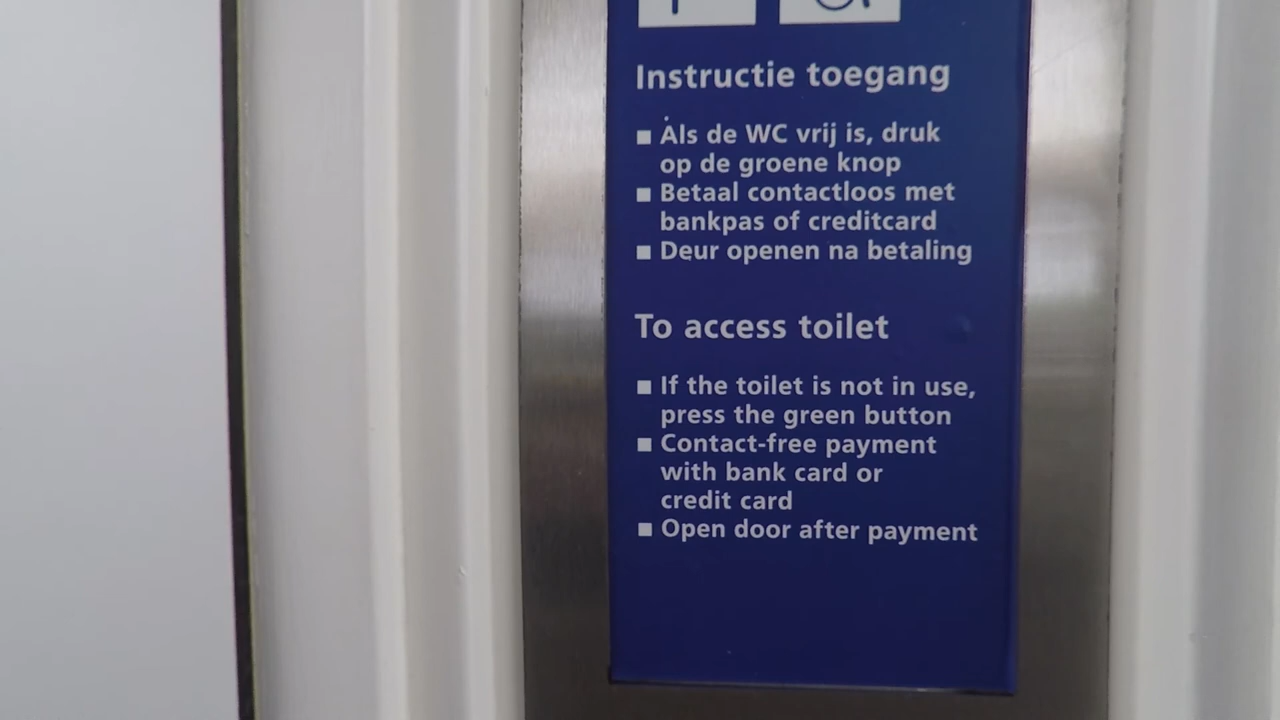 Instructie toegang
■ Als de WC vrij is, druk
op de groene knop
■ Betaal contactloos met
bankpas of creditcard
■ Deur openen na betaling
To access toilet
■ If the toilet is not in use,
press the green button
■ Contact-free payment
with bank card or
credit card
■ Open door after payment